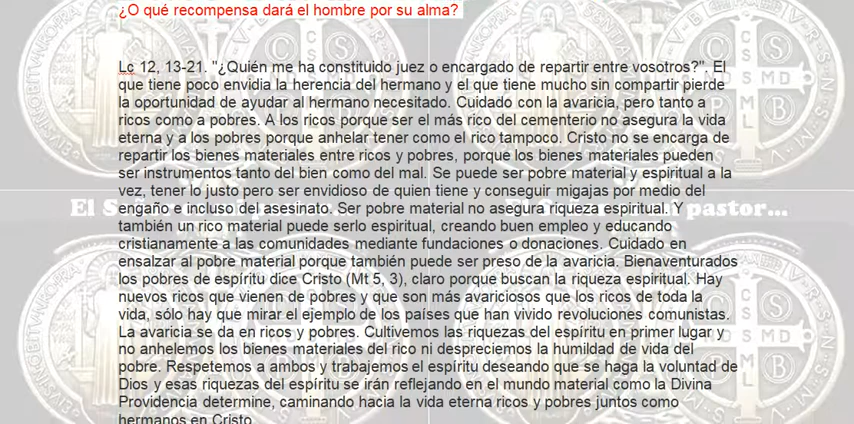 ¿O qué recompensa dará el hombre por su alma?
Lc 12, 13-21. "¿Quién me ha constituido juez o encargado de repartir entre vosotros?". El
que tiene poco envidia la herencia del hermano y el que tiene mucho sin compartir pierde
la oportunidad de ayudar al hermano necesitado. Cuidado con la avaricia, pero tanto a
ricos como a pobres. A los ricos porque ser el más rico del cementerio no asegura la vida
eterna y a los pobres porque anhelar tener como el rico tampoco. Cristo no se encarga de
repartir los bienes materiales entre ricos y pobres, porque los bienes materiales pueden
ser instrumentos tanto del bien como del mal. Se puede ser pobre material y espiritual a la
vez, tener lo justo pero ser envidioso de quien tiene y conseguir migajas por medio del
engaño e incluso del asesinato. Ser pobre material no asegura riqueza espiritual. Y
también un rico material puede serlo espiritual, creando buen empleo y educando
cristianamente a las comunidades mediante fundaciones o donaciones. Cuidado en
ensalzar al pobre material porque también puede ser preso de la avaricia. Bienaventurados
los pobres de espíritu dice Cristo (Mt 5, 3), claro porque buscan la riqueza espiritual. Hay
nuevos ricos que vienen de pobres y que son más avariciosos que los ricos de toda la
vida, sólo hay que mirar el ejemplo de los países que han vivido revoluciones comunistas.
La avaricia se da en ricos y pobres. Cultivemos las riquezas del espíritu en primer lugar y
no anhelemos los bienes materiales del rico ni despreciemos la humildad de vida del
pobre. Respetemos a ambos y trabajemos el espíritu deseando que se haga la voluntad de
Dios y esas riquezas del espíritu se irán reflejando en el mundo material como la Divina
Providencia determine, caminando hacia la vida eterna ricos y pobres juntos como
hermanos en Cristo.
El
pastor...